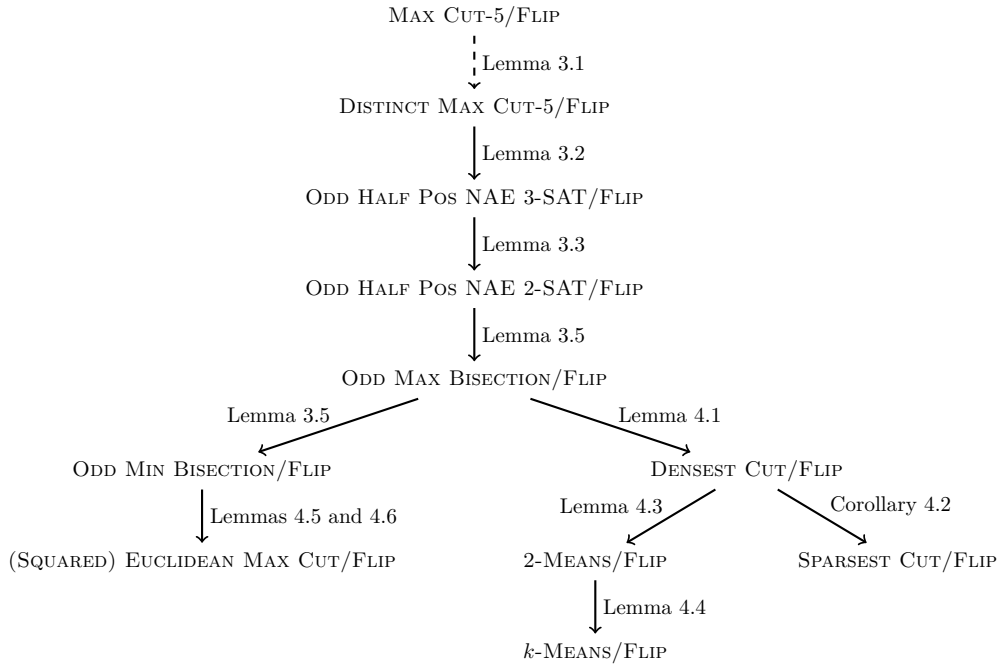 MAX CUT-5/FLIP
Lemma 3.1
DISTINCT MAX CUT-5/FLIP
Lemma 3.2
ODD HALF POS NAE 3-SAT/FLIP
Lemma 3.3
ODD HALF POS NAE 2-SAT/FLIP
Lemma 3.5
ODD MAX BISECTION/FLIP
Lemma 3.5 Lemma 4.1
ODD MIN BISECTION/FLIP DENSEST CUT/FLIP
Lemmas 4.5 and 4.6 Lemma 4.3 Corollary 4.2
(SQUARED) EUCLIDEAN MAX CUT/FLIP 2-MEANS/FLIP SPARSEST CUT/FLIP
Lemma 4.4
k-MEANS/FLIP